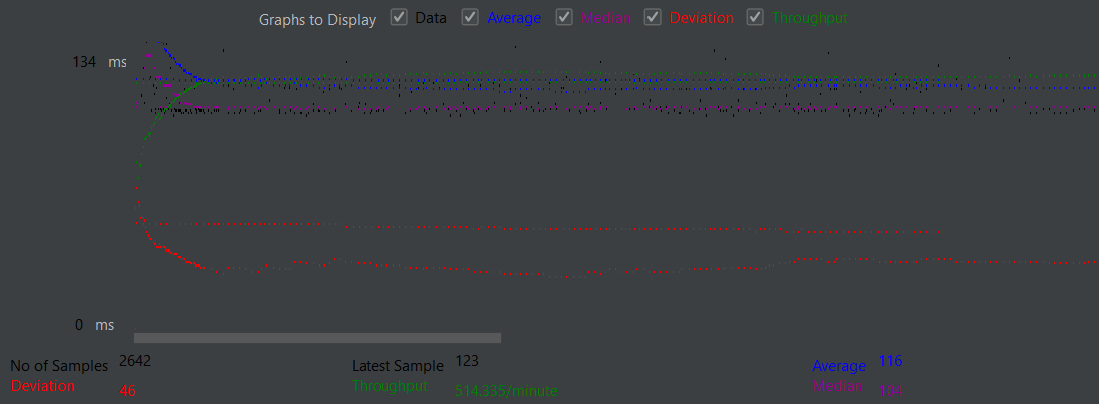 Graphs to Display Data Average Median Deviation Throughput
134 ms
0 ms
No of Samples 2642 Latest Sample 123 Average 116
Deviation 46 Throughput 514.335/minute Median